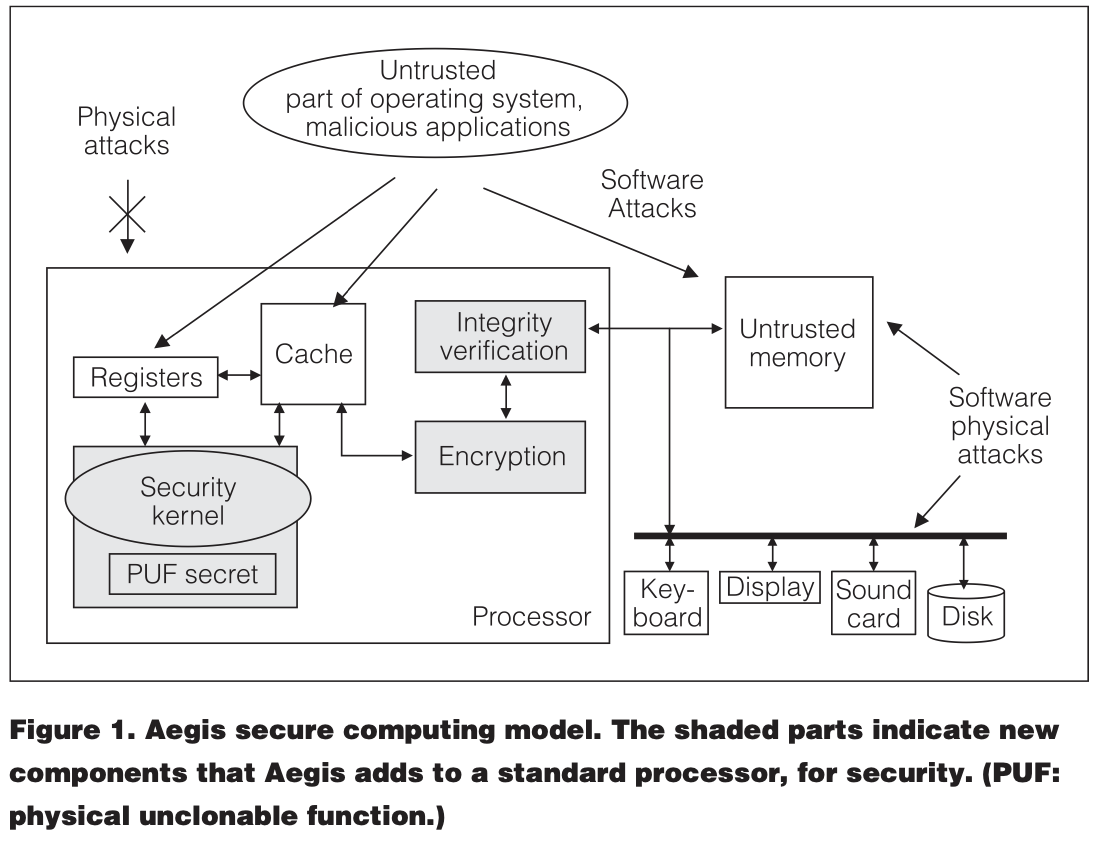 Untrusted
part of operating system,
malicious applications
Physical
attacks
Software
Attacks
Integrity
verification
Untrusted
memory
Cache
Registers
Software
physical
attacks
Encryption
Security
kernel
PUF secret
Processor
Key-
board
Display
Sound
card
Disk
Figure 1. Aegis secure computing model. The shaded parts indicate new
components that Aegis adds to a standard processor, for security. (PUF:
physical unclonable function.)